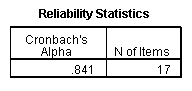 Reliability Statistics
Cronbach's
Alpha
N of Items
.841
17